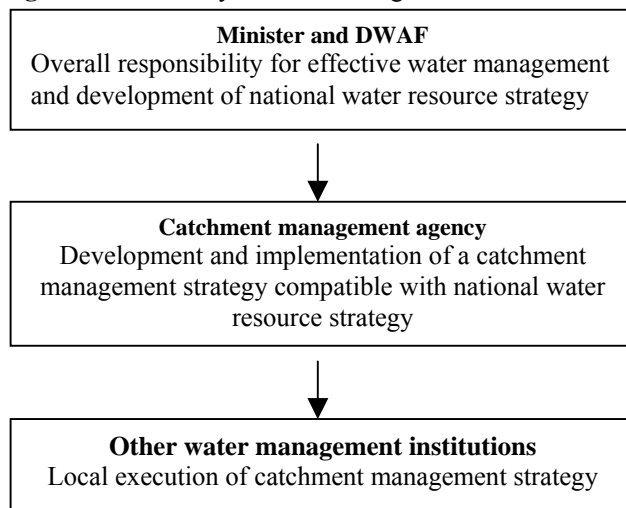 Minister and DWAF
Overall responsibility for effective water management
and development of national water resource strategy
Catchment management agency
Development and implementation of a catchment
management strategy compatible with national water
resource strategy
Other water management institutions
Local execution of catchment management strategy